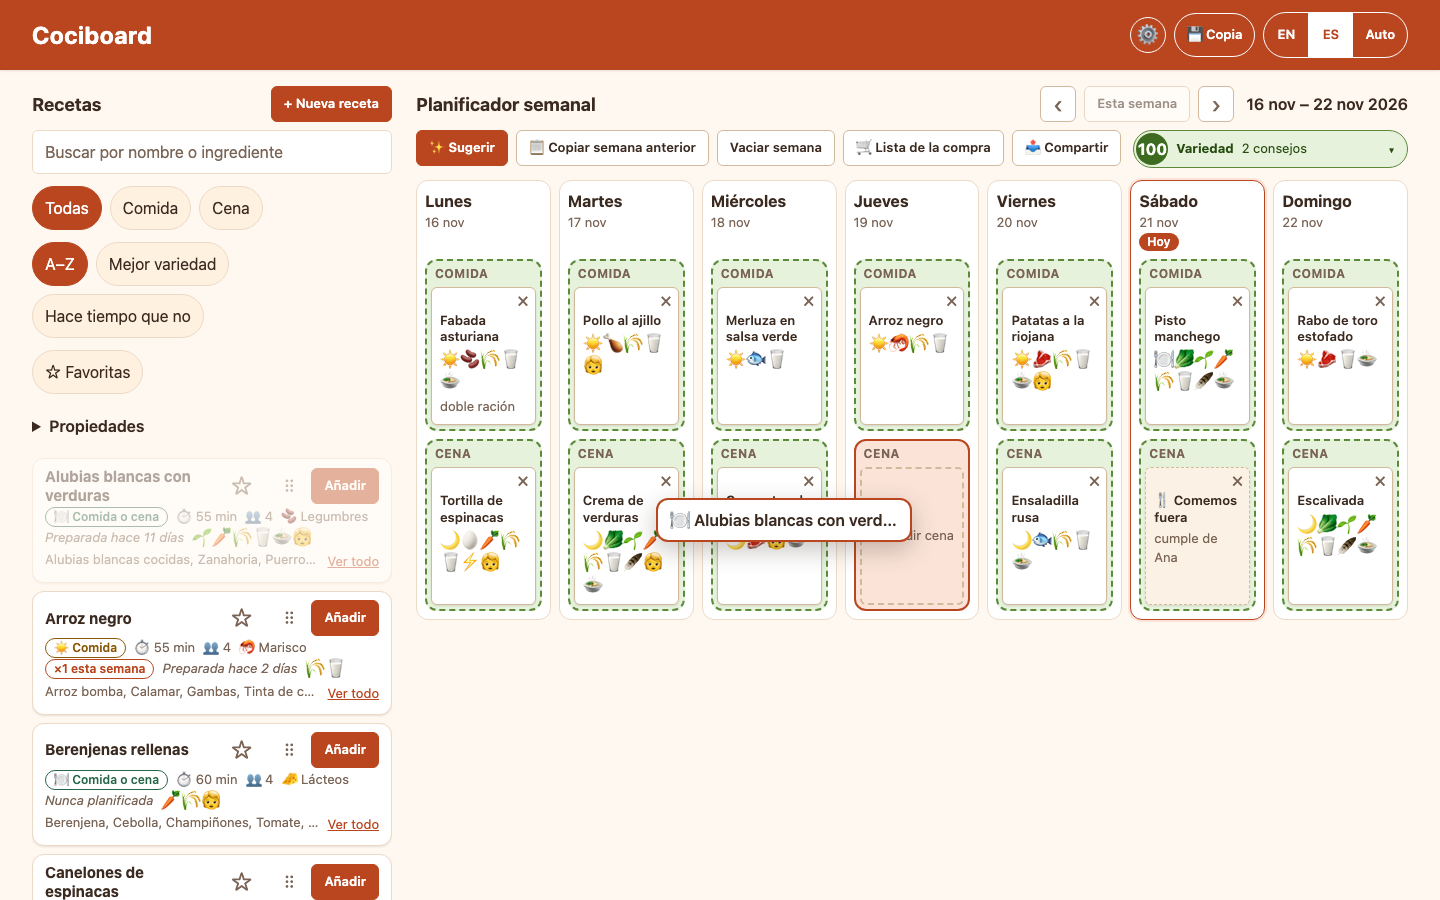 Cociboard
Copia
EN
ES
Auto
Recetas
+ Nueva receta
Buscar por nombre o ingrediente
Todas
Comida
Cena
A–Z
Mejor variedad
Hace tiempo que no
Favoritas
Propiedades
Alubias blancas con
verduras
Añadir
Comida o cena
55 min
4
Legumbres
Preparada hace 11 días
Alubias blancas cocidas, Zanahoria, Puerro...
Ver todo
Arroz negro
Añadir
Comida
55 min
4
Marisco
×1 esta semana
Preparada hace 2 días
Arroz bomba, Calamar, Gambas, Tinta de c...
Ver todo
Berenjenas rellenas
Añadir
Comida o cena
60 min
4
Lácteos
Nunca planificada
Berenjena, Cebolla, Champiñones, Tomate, ...
Ver todo
Canelones de
espinacas
Añadir
Planificador semanal
Esta semana
16 nov – 22 nov 2026
Sugerir
Copiar semana anterior
Vaciar semana
Lista de la compra
Compartir
100
Variedad
2 consejos
Lunes
16 nov
COMIDA
Fabada
asturiana
doble ración
CENA
Tortilla de
espinacas
Martes
17 nov
COMIDA
Pollo al ajillo
CENA
Crema de
verduras
Miércoles
18 nov
COMIDA
Merluza en
salsa verde
CENA
Jueves
19 nov
COMIDA
Arroz negro
CENA
cena
Alubias blancas con verd...
Viernes
20 nov
COMIDA
Patatas a la
riojana
CENA
Ensaladilla
rusa
Sábado
21 nov
Hoy
COMIDA
Pisto
manchego
CENA
Comemos
fuera
cumple de
Ana
Domingo
22 nov
COMIDA
Rabo de toro
estofado
CENA
Escalivada